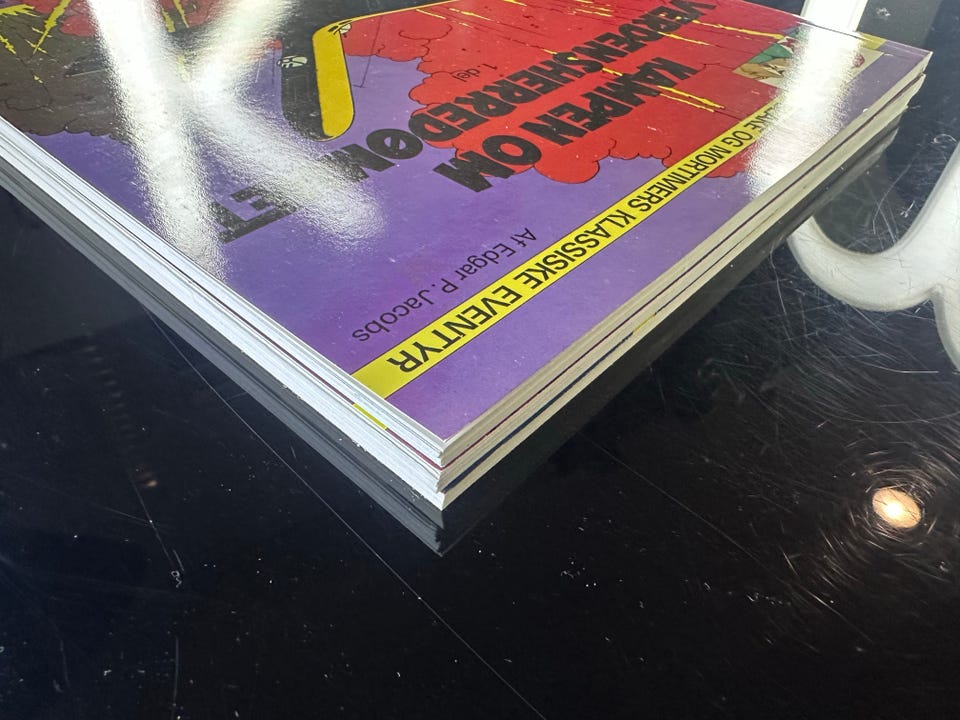 OG MORTIMERS KLASSISKE EVENTYR
Af Edgar P. Jacobs
KAMPEN OM
VERDENSHERREDØMMET
1. del